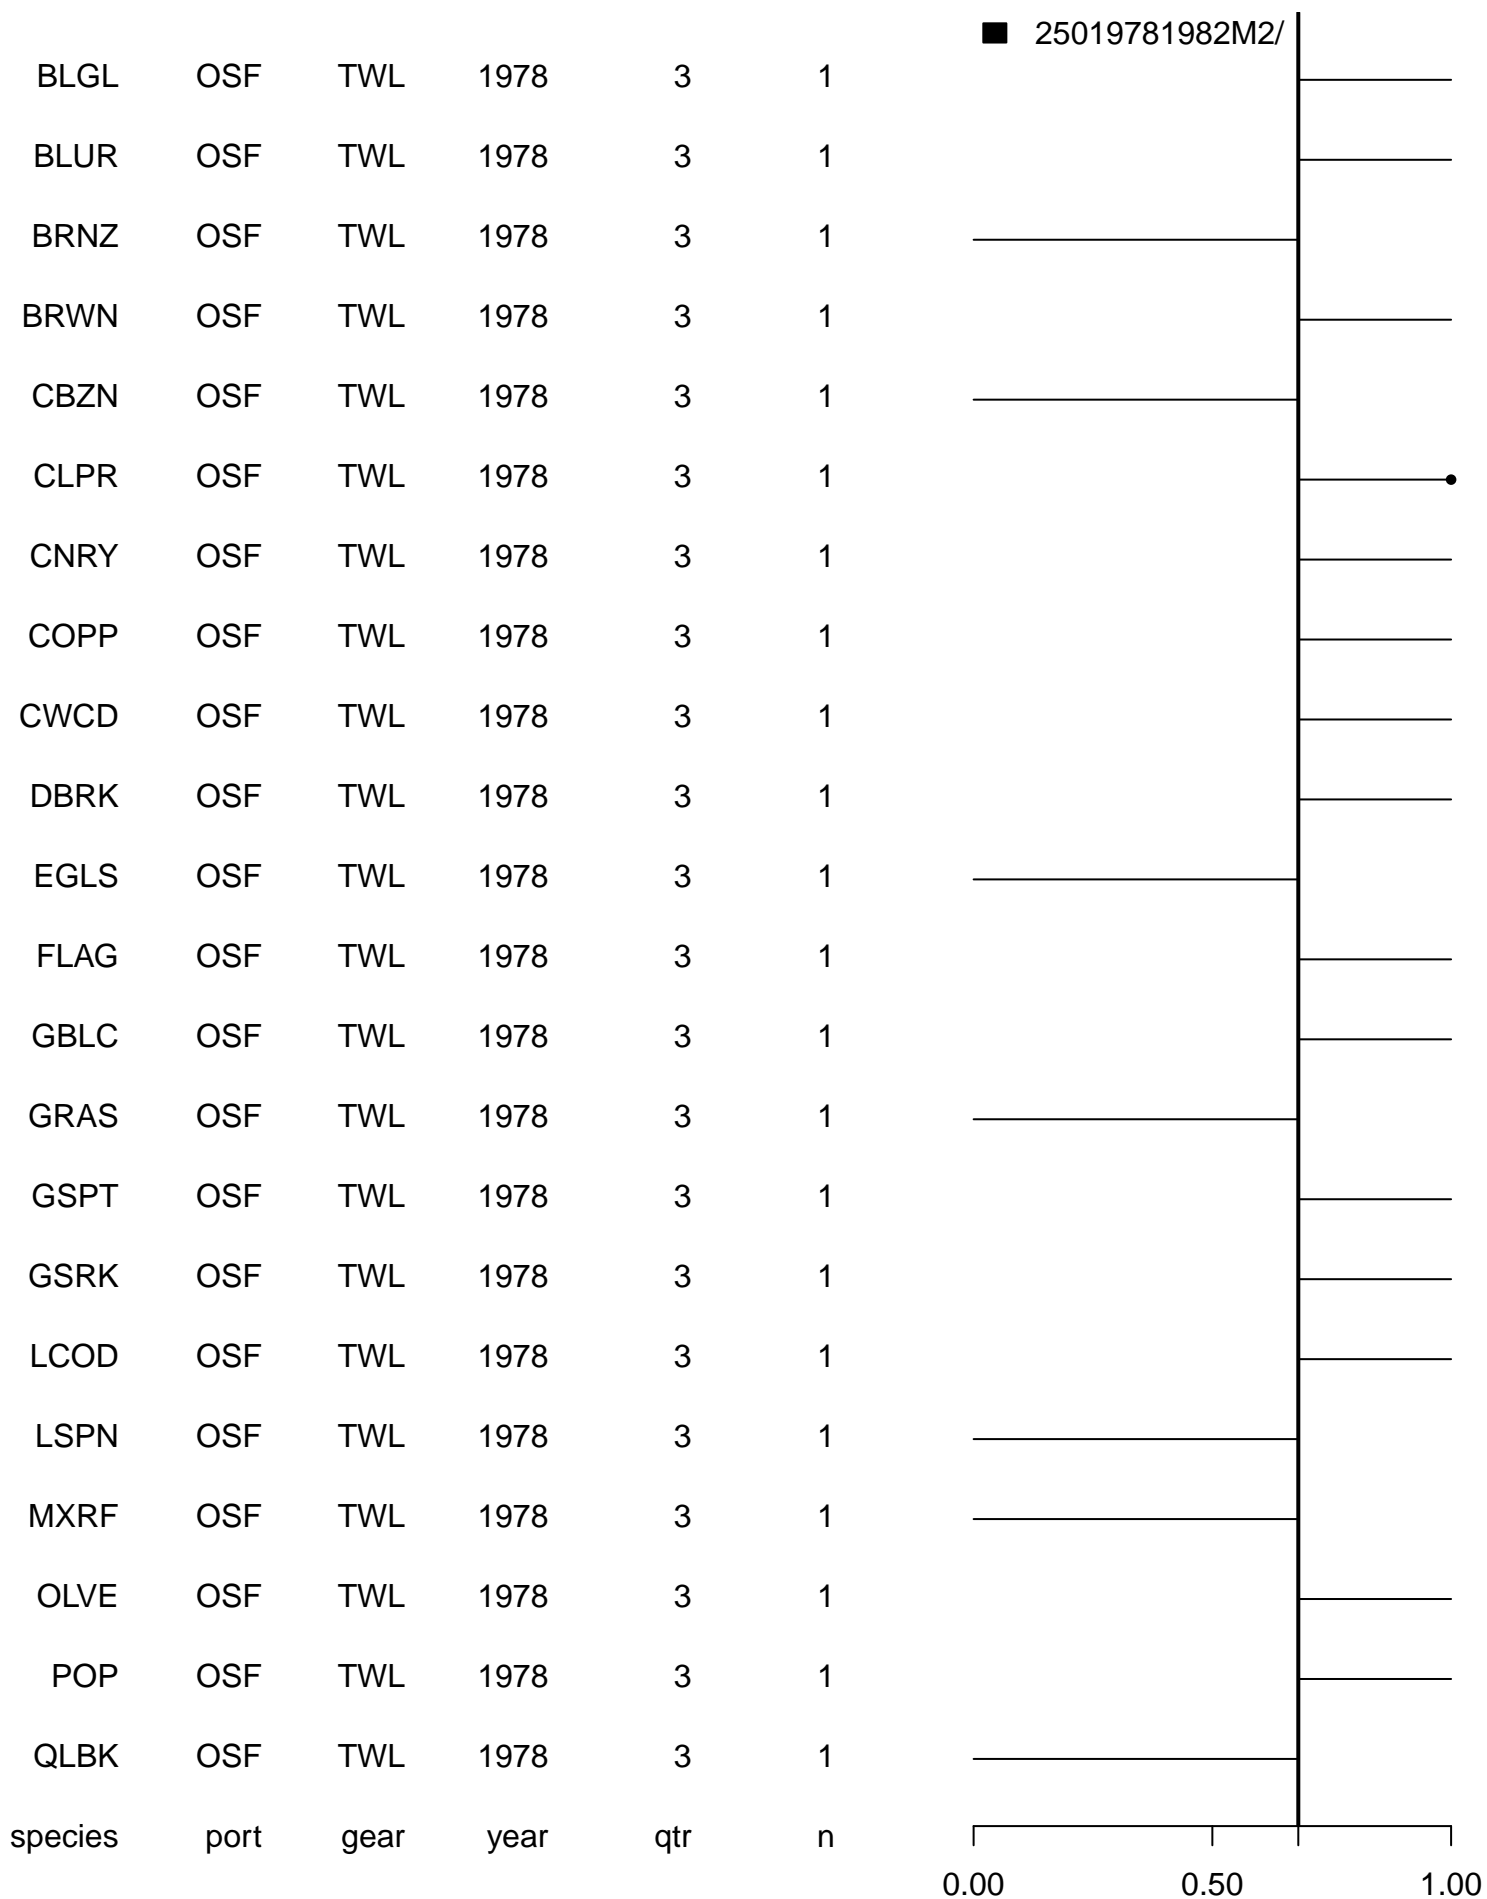 25019781982M2/
BLGL OSF TWL 1978 3 1
BLUR OSF TWL 1978 3 1
BRNZ OSF TWL 1978 3 1
BRWN OSF TWL 1978 3 1
CBZN OSF TWL 1978 3 1
CLPR OSF TWL 1978 3 1
CNRY OSF TWL 1978 3 1
COPP OSF TWL 1978 3 1
CWCD OSF TWL 1978 3 1
DBRK OSF TWL 1978 3 1
EGLS OSF TWL 1978 3 1
FLAG OSF TWL 1978 3 1
GBLC OSF TWL 1978 3 1
GRAS OSF TWL 1978 3 1
GSPT OSF TWL 1978 3 1
GSRK OSF TWL 1978 3 1
LCOD OSF TWL 1978 3 1
LSPN OSF TWL 1978 3 1
MXRF OSF TWL 1978 3 1
OLVE OSF TWL 1978 3 1
POP OSF TWL 1978 3 1
QLBK OSF TWL 1978 3 1
species port gear year qtr n
0.00 0.50 1.00